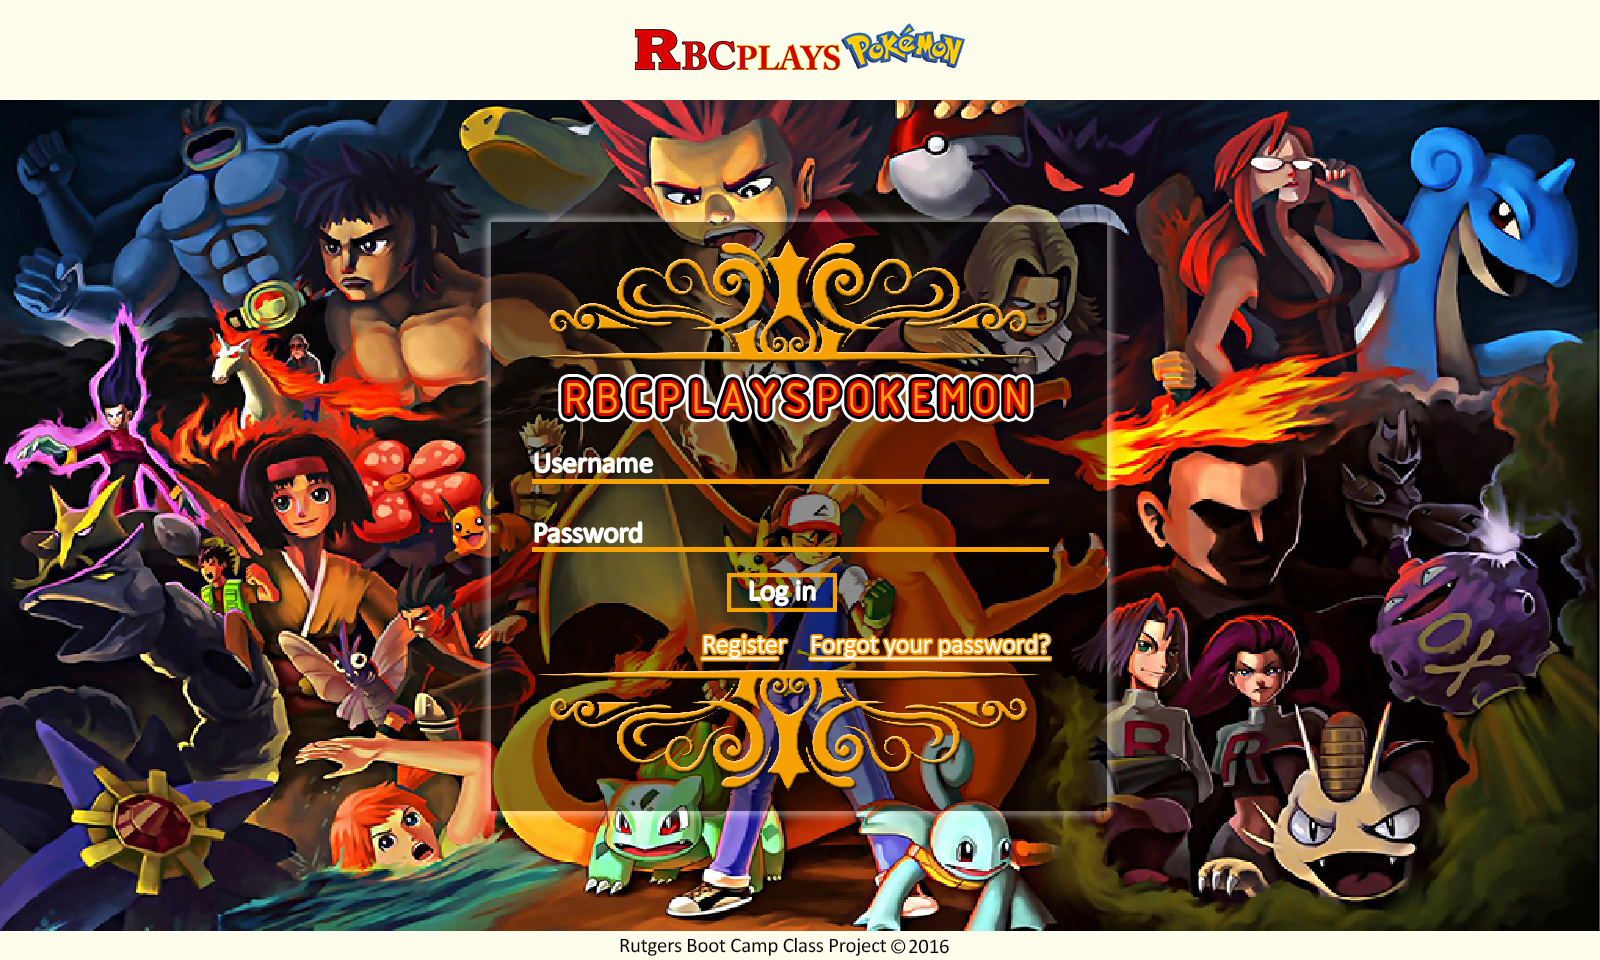 RBCPLAYS POKéMON
RBCPLAYSPOKEMON
Username
Password
Log in
Register Forgot your password?
R R
Rutgers Boot Camp Class Project ©2016